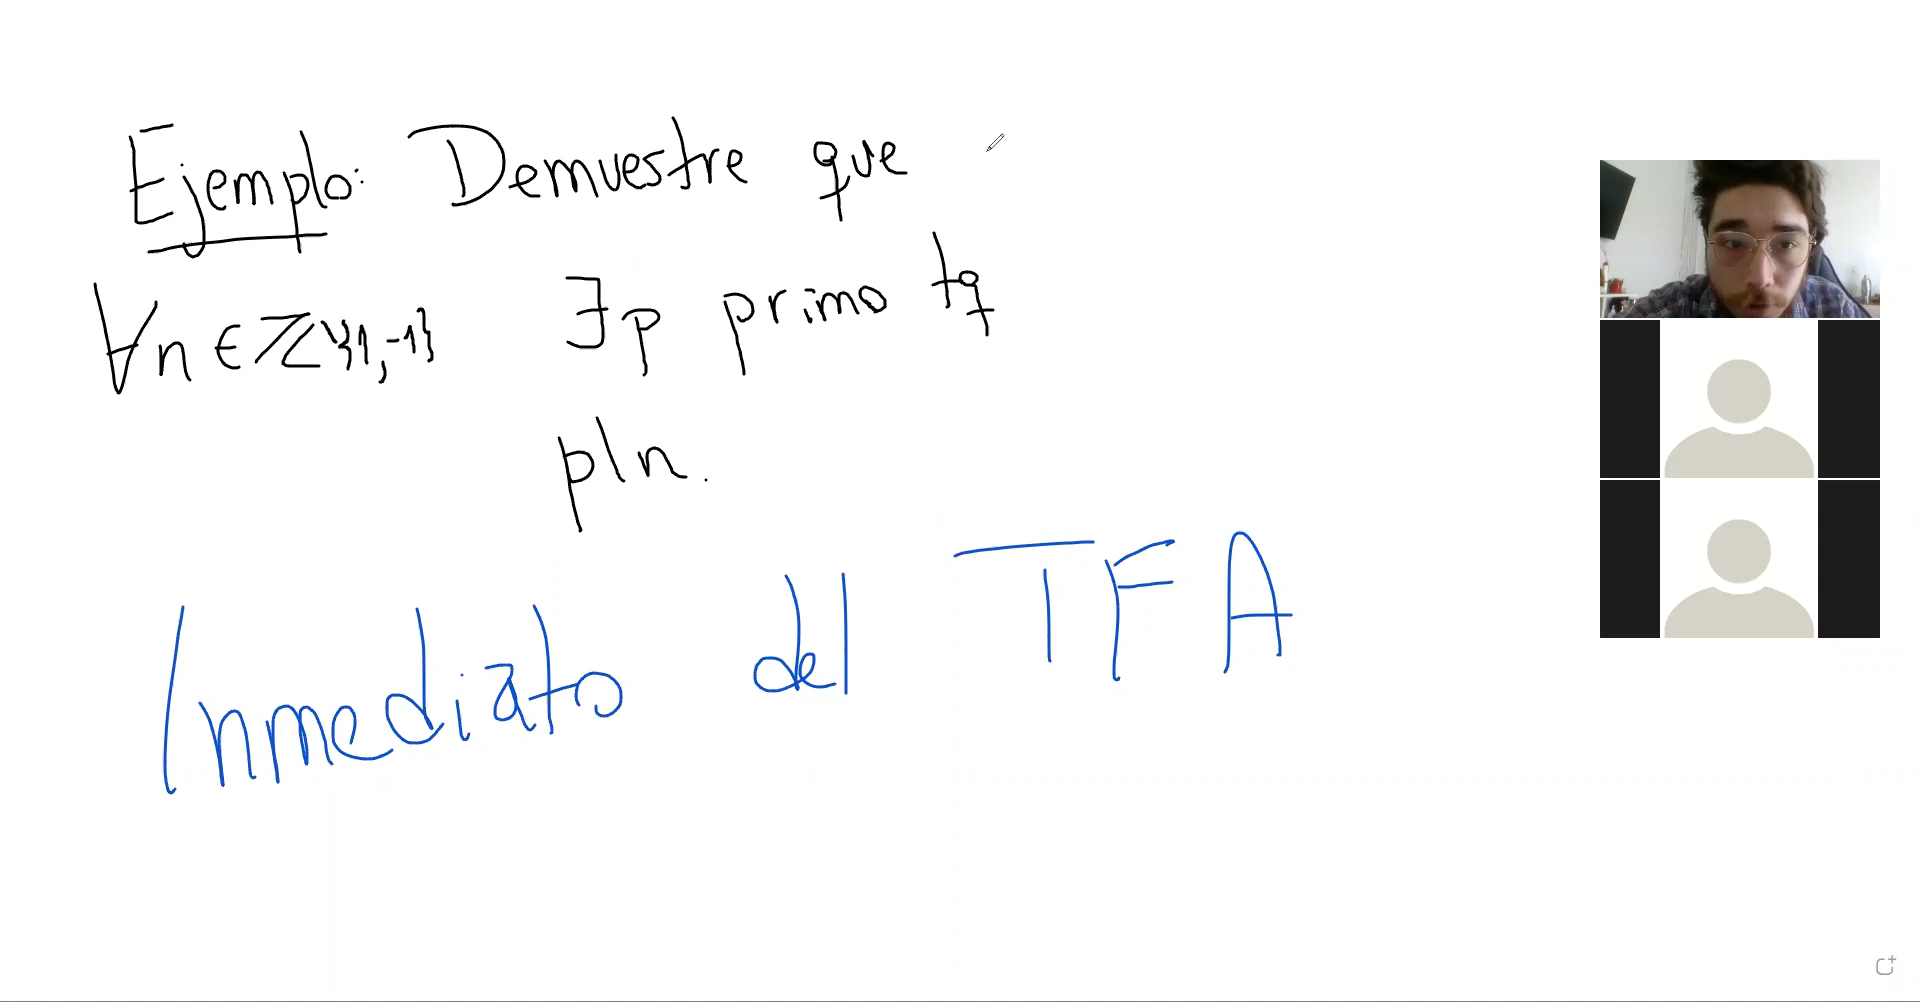 Ejemplo: Demuestre que
∀n ∈ ℤ\{1,-1} ∃p primo tq
p|n.
Inmediato del TFA